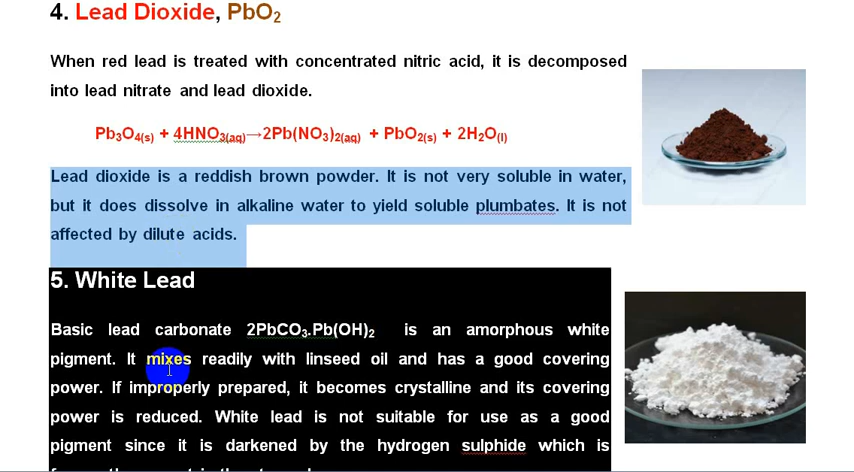 4. Lead Dioxide, PbO₂
When red lead is treated with concentrated nitric acid, it is decomposed
into lead nitrate and lead dioxide.
Pb₃O₄(s) + 4HNO₃(aq)→2Pb(NO₃)₂(aq) + PbO₂(s) + 2H₂O(l)
Lead dioxide is a reddish brown powder. It is not very soluble in water,
but it does dissolve in alkaline water to yield soluble plumbates. It is not
affected by dilute acids.
5. White Lead
Basic lead carbonate 2PbCO₃.Pb(OH)₂ is an amorphous white
pigment. It mixes readily with linseed oil and has a good covering
power. If improperly prepared, it becomes crystalline and its covering
power is reduced. White lead is not suitable for use as a good
pigment since it is darkened by the hydrogen sulphide which is